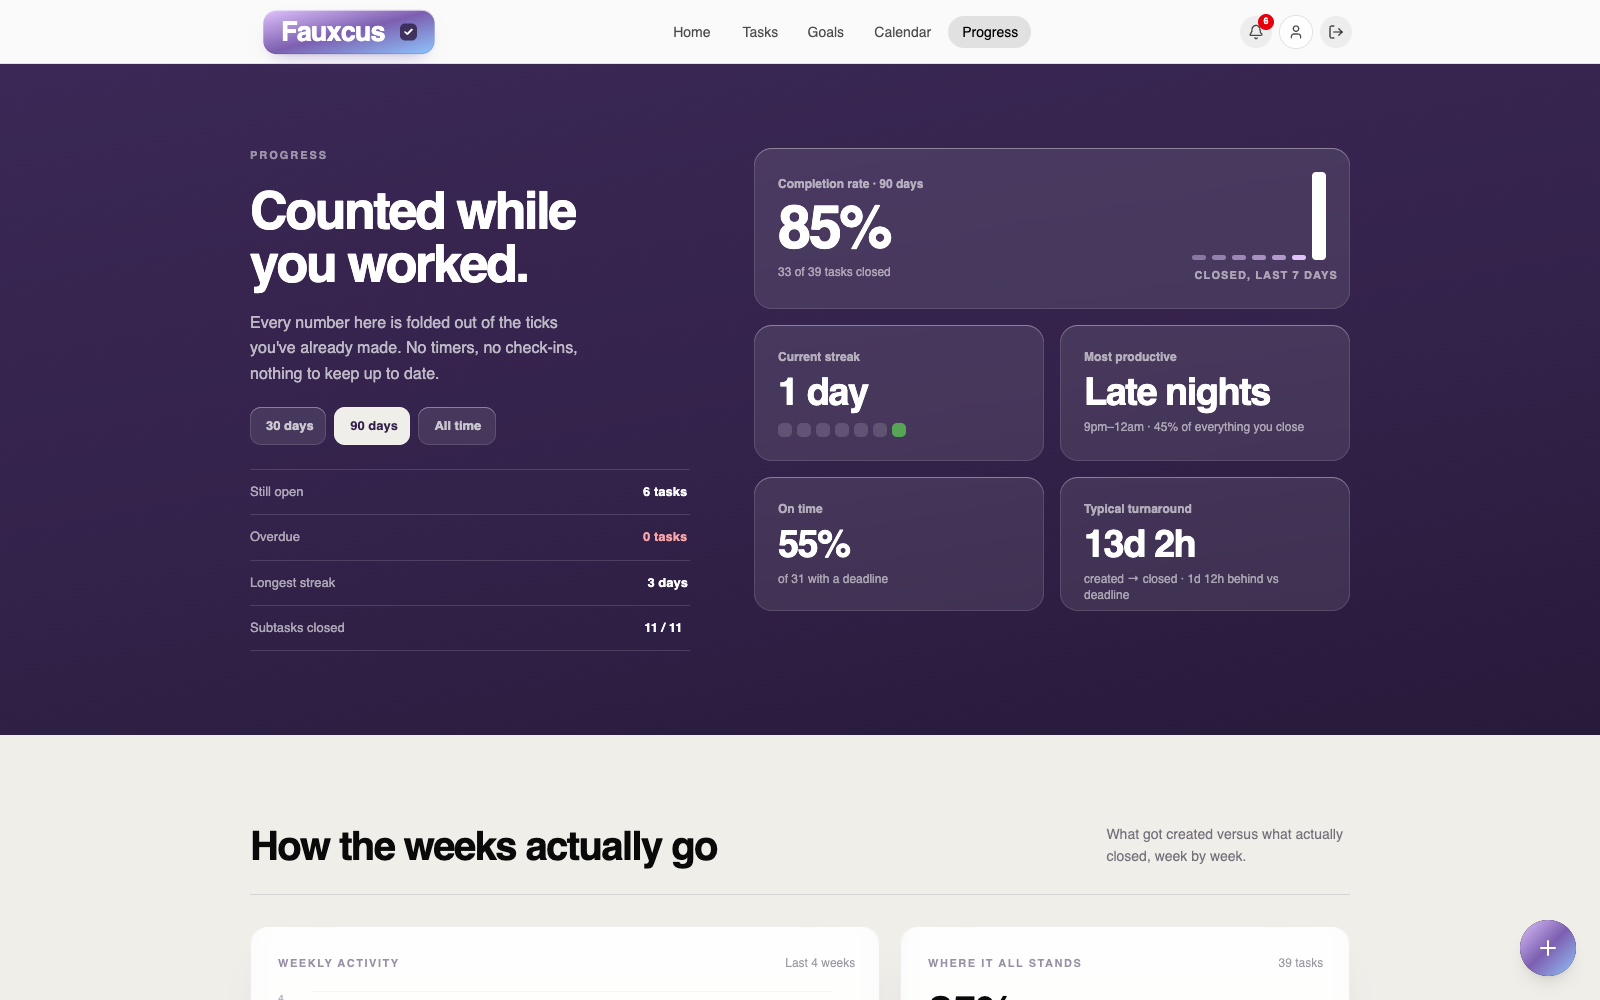 Fauxcus
Home
Tasks
Goals
Calendar
Progress
6
PROGRESS
Counted while
you worked.
Every number here is folded out of the ticks
you've already made. No timers, no check-ins,
nothing to keep up to date.
30 days
90 days
All time
Still open
6 tasks
Overdue
0 tasks
Longest streak
3 days
Subtasks closed
11 / 11
Completion rate · 90 days
85%
33 of 39 tasks closed
CLOSED, LAST 7 DAYS
Current streak
1 day
Most productive
Late nights
9pm–12am · 45% of everything you close
On time
55%
of 31 with a deadline
Typical turnaround
13d 2h
created → closed · 1d 12h behind vs
deadline
How the weeks actually go
What got created versus what actually
closed, week by week.
WEEKLY ACTIVITY
Last 4 weeks
4
WHERE IT ALL STANDS
39 tasks